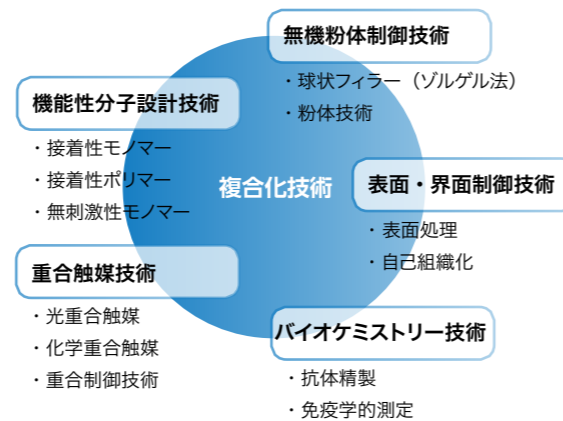 無機粉体制御技術
・球状フィラー（ゾルゲル法）
・粉体技術
機能性分子設計技術
・接着性モノマー
・接着性ポリマー
・無刺激性モノマー
複合化技術
表面・界面制御技術
・表面処理
・自己組織化
重合触媒技術
・光重合触媒
・化学重合触媒
・重合制御技術
バイオケミストリー技術
・抗体精製
・免疫学的測定